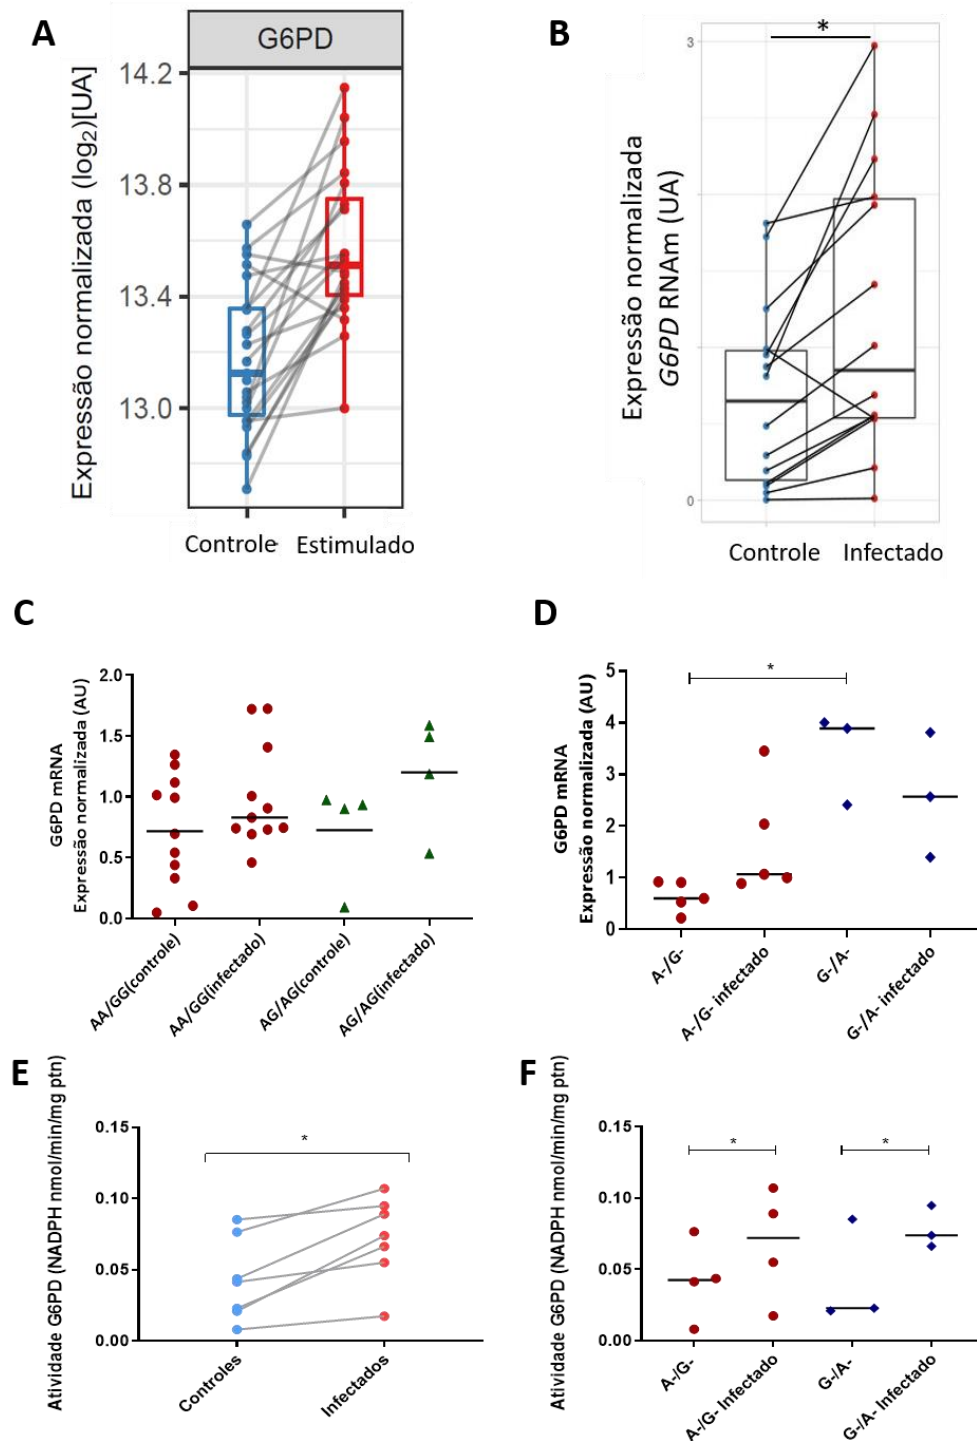 A
G6PD
Expressão normalizada (log₂)[UA]
14.2
13.8
13.4
13.0
Controle
Estimulado
B
*
Expressão normalizada
G6PD RNAm (UA)
3
0
Controle
Infectado
C
G6PD mRNA
Expressão normalizada (AU)
2.0
1.5
1.0
0.5
0.0
AA/GG(controle)
AA/GG(infectado)
AG/AG(controle)
AG/AG(infectado)
D
G6PD mRNA
Expressão normalizada (AU)
5
4
3
2
1
0
*
A-/G-
A-/G- infectado
G-/A-
G-/A- infectado
E
Atividade G6PD (NADPH nmol/min/mg ptn)
0.15
0.10
0.05
0.00
*
Controles
Infectados
F
Atividade G6PD (NADPH nmol/min/mg ptn)
0.15
0.10
0.05
0.00
*
*
A-/G-
A-/G- Infectado
G-/A-
G-/A- Infectado